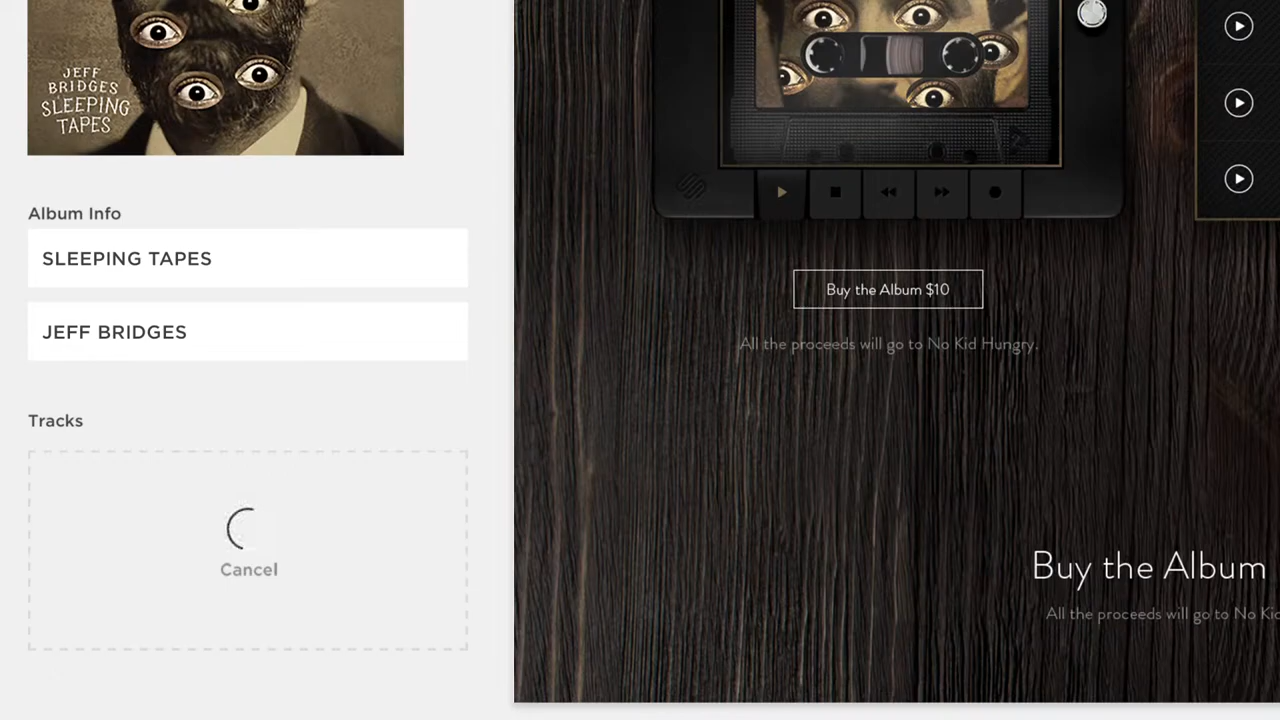 JEFF
BRIDGES
SLEEPING
TAPES
Album Info
SLEEPING TAPES
JEFF BRIDGES
Tracks
Cancel
Buy the Album $10
All the proceeds will go to No Kid Hungry.
Buy the Album
All the proceeds will go to No